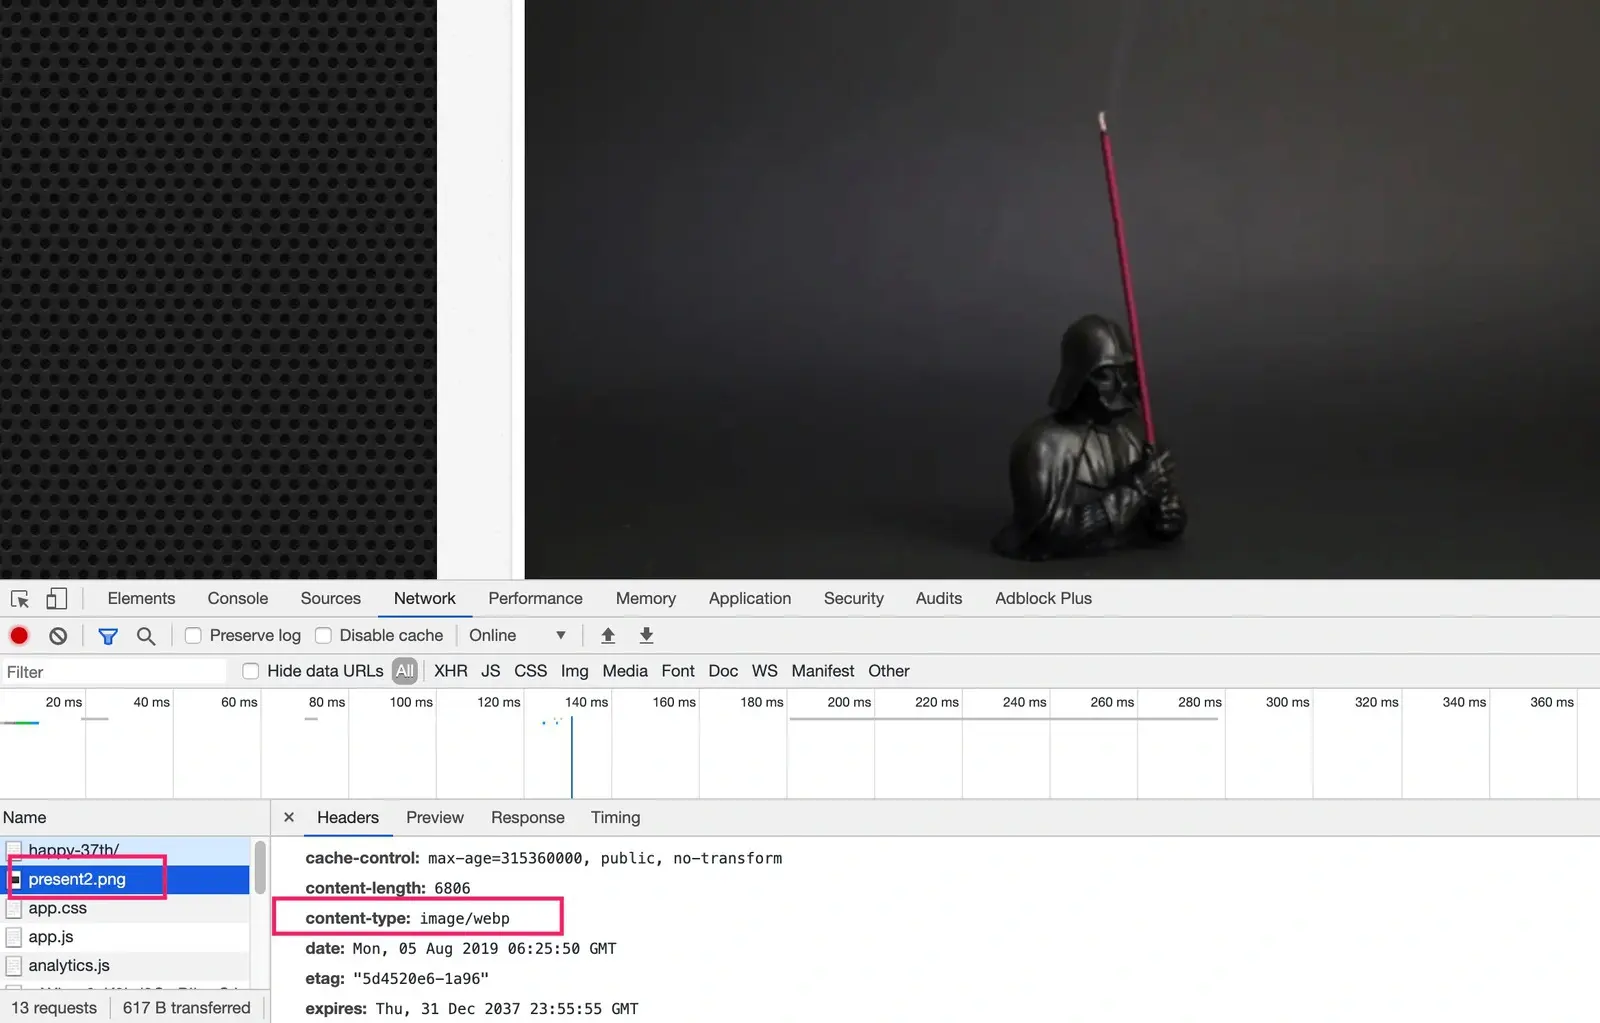 Elements Console Sources Network Performance Memory Application Security Audits Adblock Plus
Preserve log Disable cache Online
Filter Hide data URLs All XHR JS CSS Img Media Font Doc WS Manifest Other
20 ms 40 ms 60 ms 80 ms 100 ms 120 ms 140 ms 160 ms 180 ms 200 ms 220 ms 240 ms 260 ms 280 ms 300 ms 320 ms 340 ms 360 ms
Name
happy-37th/
present2.png
app.css
app.js
analytics.js
13 requests 617 B transferred
Headers Preview Response Timing
cache-control: max-age=315360000, public, no-transform
content-length: 6806
content-type: image/webp
date: Mon, 05 Aug 2019 06:25:50 GMT
etag: "5d4520e6-1a96"
expires: Thu, 31 Dec 2037 23:55:55 GMT